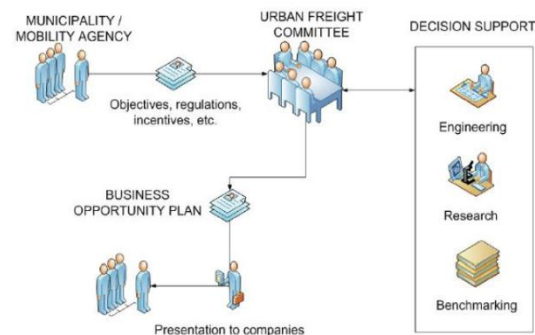 MUNICIPALITY /
MOBILITY AGENCY
URBAN FREIGHT
COMMITTEE
DECISION SUPPORT
Objectives, regulations,
incentives, etc.
Engineering
BUSINESS
OPPORTUNITY PLAN
Research
Benchmarking
Presentation to companies